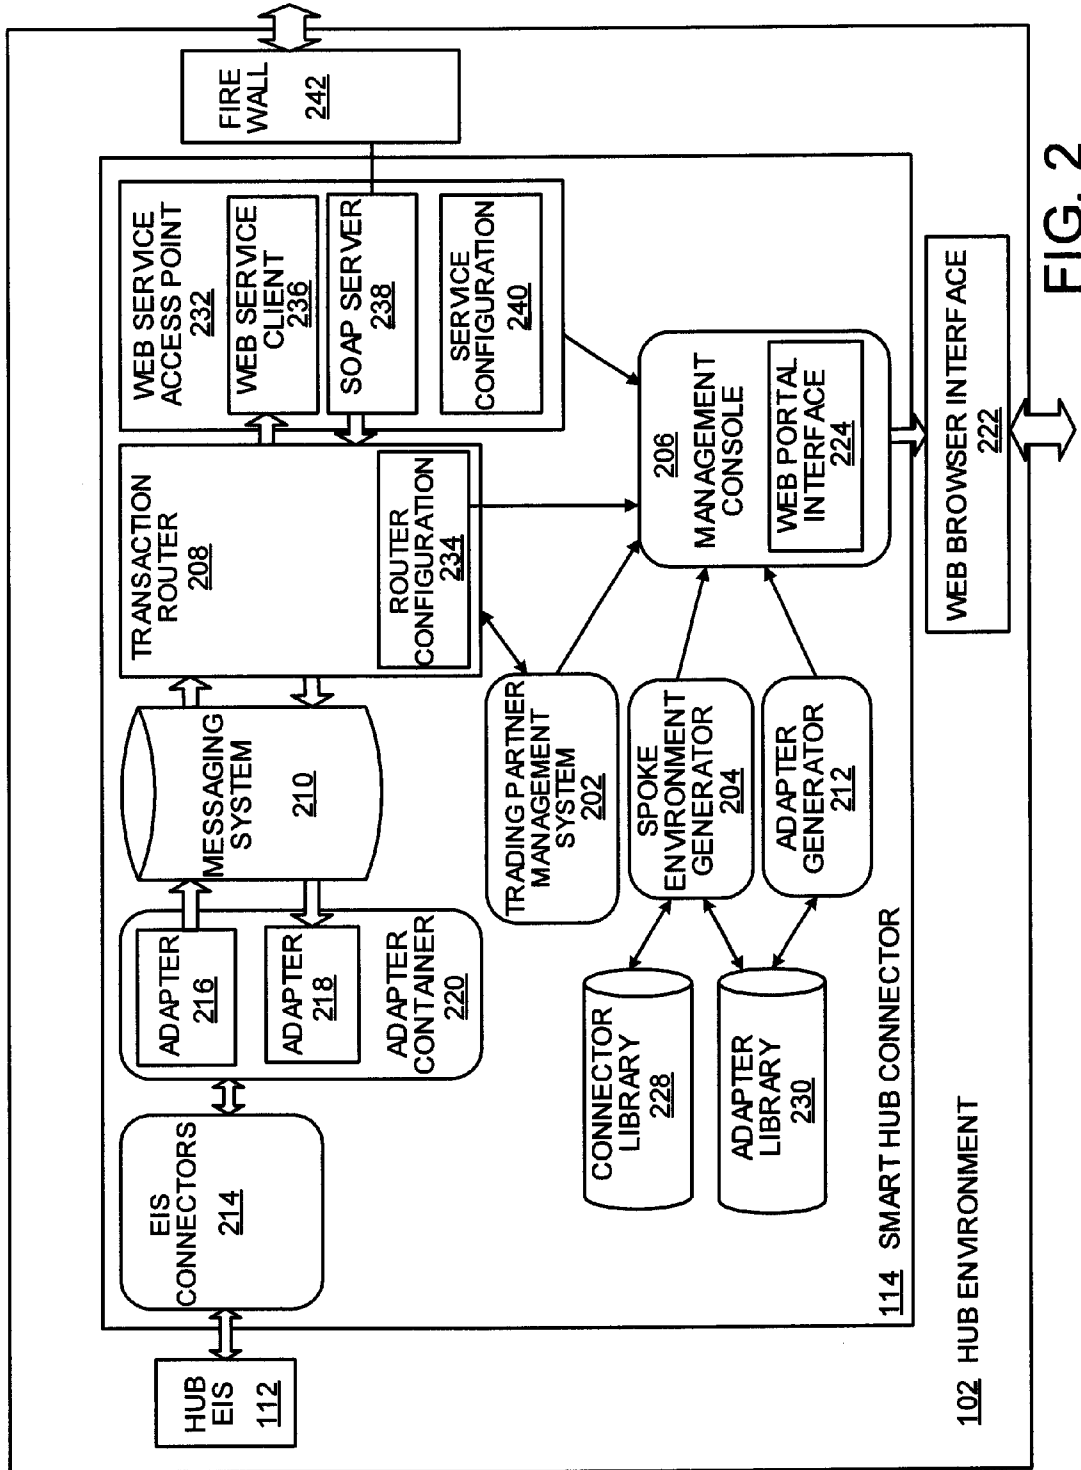 HUB
EIS
112
EIS
CONNECTORS
214
ADAPTER
216
ADAPTER
218
ADAPTER
CONTAINER
220
MESSAGING
SYSTEM
210
TRANSACTION
ROUTER
208
ROUTER
CONFIGURATION
234
WEB SERVICE
ACCESS POINT
232
WEB SERVICE
CLIENT
236
SOAP SERVER
238
SERVICE
CONFIGURATION
240
FIRE
WALL
242
TRADING PARTNER
MANAGEMENT
SYSTEM
202
SPOKE
ENVIRONMENT
GENERATOR
204
ADAPTER
GENERATOR
212
CONNECTOR
LIBRARY
228
ADAPTER
LIBRARY
230
206
MANAGEMENT
CONSOLE
WEB PORTAL
INTERFACE
224
WEB BROWSER INTERFACE
222
114 SMART HUB CONNECTOR
102 HUB ENVIRONMENT
FIG. 2